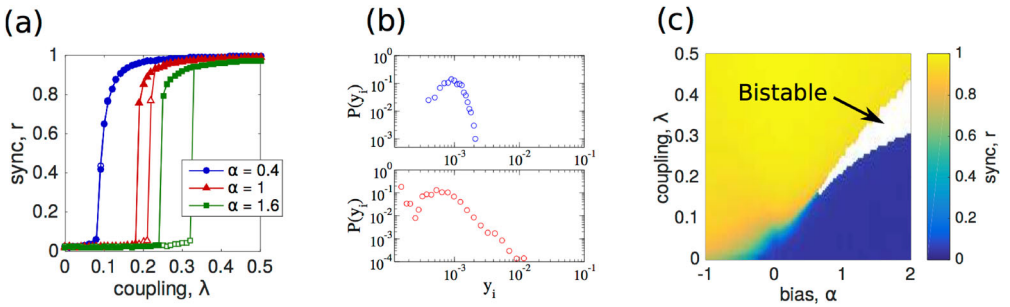 (a)
1
0.8
0.6
0.4
0.2
0
sync, r
α = 0.4
α = 1
α = 1.6
0 0.1 0.2 0.3 0.4 0.5
coupling, λ
(b)
10^0
10^-1
10^-2
10^-3
P(y_i)
10^-3 10^-2 10^-1
10^0
10^-1
10^-2
10^-3
10^-4
P(y_i)
10^-3 10^-2 10^-1
y_i
(c)
0.5
0.4
0.3
0.2
0.1
0
coupling, λ
Bistable
-1 0 1 2
bias, α
1
0.8
0.6
0.4
0.2
0
sync, r